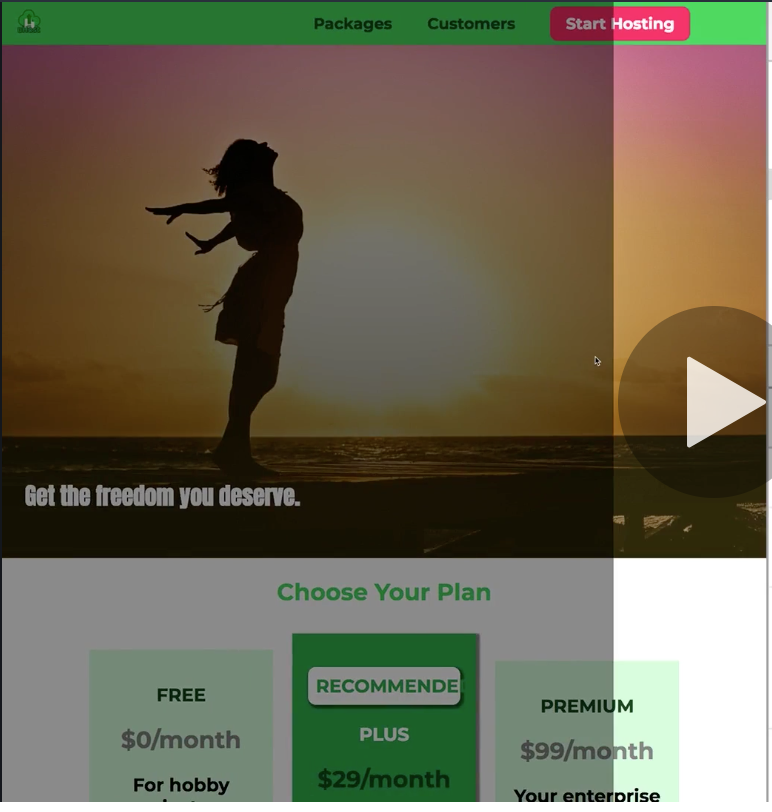 Packages Customers Start Hosting
Get the freedom you deserve.
Choose Your Plan
FREE
$0/month
For hobby
RECOMMENDE
PLUS
$29/month
PREMIUM
$99/month
Your enterprise